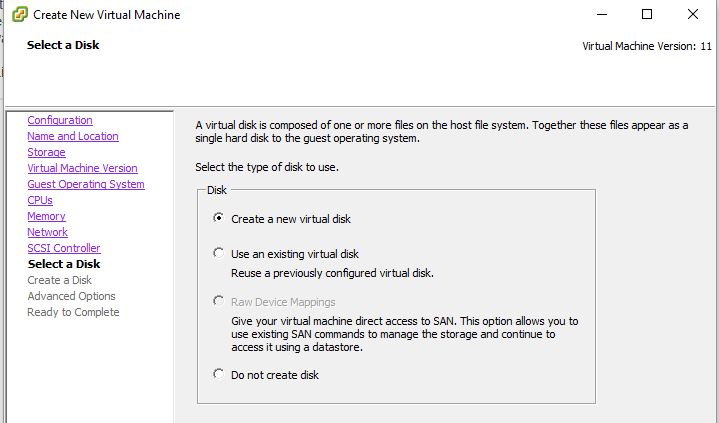 Create New Virtual Machine
Select a Disk
Virtual Machine Version: 11
Configuration
Name and Location
Storage
Virtual Machine Version
Guest Operating System
CPUs
Memory
Network
SCSI Controller
Select a Disk
Create a Disk
Advanced Options
Ready to Complete
A virtual disk is composed of one or more files on the host file system. Together these files appear as a
single hard disk to the guest operating system.
Select the type of disk to use.
Disk
Create a new virtual disk
Use an existing virtual disk
Reuse a previously configured virtual disk.
Raw Device Mappings
Give your virtual machine direct access to SAN. This option allows you to
use existing SAN commands to manage the storage and continue to
access it using a datastore.
Do not create disk